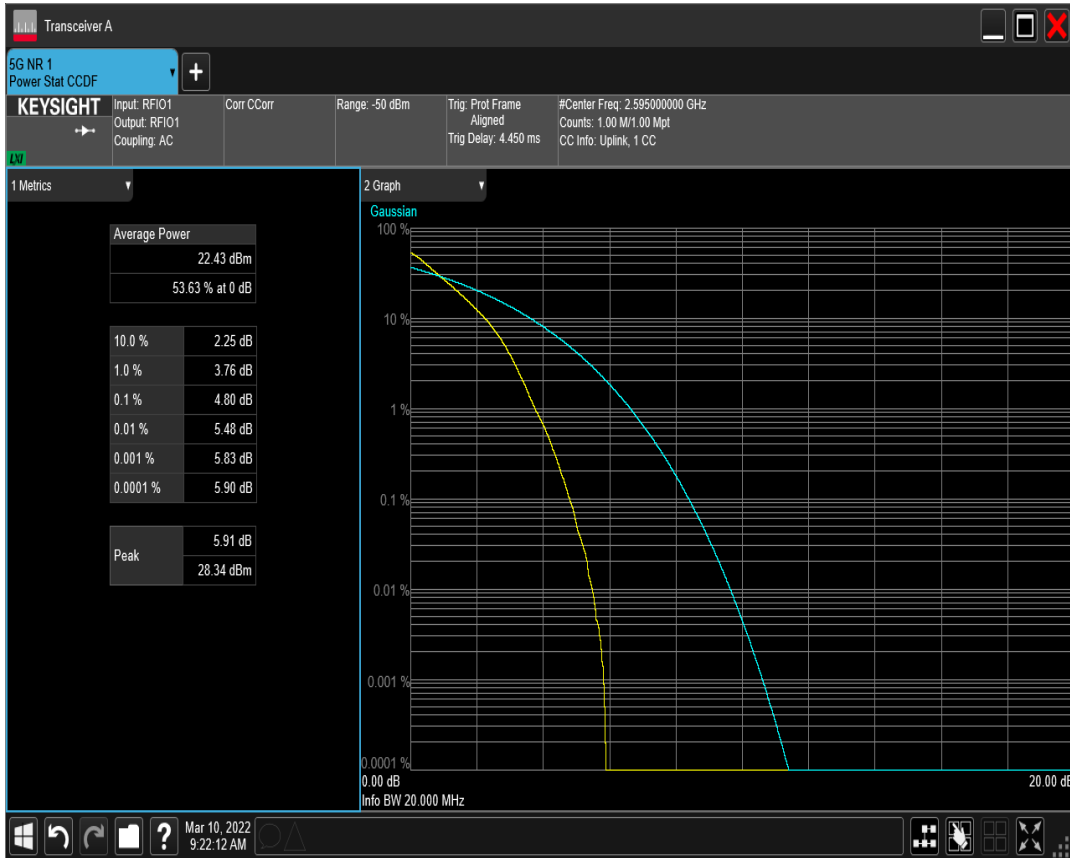 Transceiver A
5G NR 1
Power Stat CCDF
KEYSIGHT
LXI
Input: RFIO1
Output: RFIO1
Coupling: AC
Corr CCorr
Range: -50 dBm
Trig: Prot Frame
Aligned
Trig Delay: 4.450 ms
#Center Freq: 2.595000000 GHz
Counts: 1.00 M/1.00 Mpt
CC Info: Uplink, 1 CC
1 Metrics
Average Power
22.43 dBm
53.63 % at 0 dB
10.0 % 2.25 dB
1.0 % 3.76 dB
0.1 % 4.80 dB
0.01 % 5.48 dB
0.001 % 5.83 dB
0.0001 % 5.90 dB
Peak
5.91 dB
28.34 dBm
2 Graph
Gaussian
100 %
10 %
1 %
0.1 %
0.01 %
0.001 %
0.0001 %
0.00 dB 20.00 dB
Info BW 20.000 MHz
?
Mar 10, 2022
9:22:12 AM